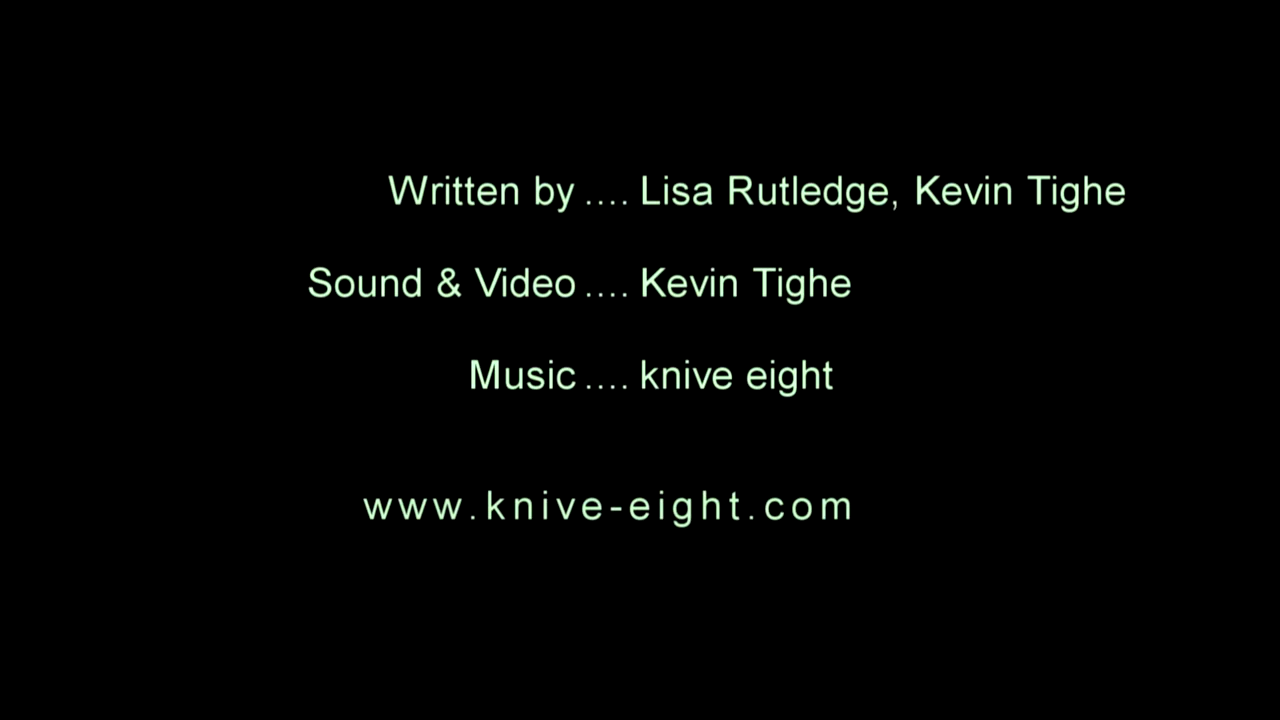 Written by .... Lisa Rutledge, Kevin Tighe
Sound & Video .... Kevin Tighe
Music .... knive eight
www.knive-eight.com